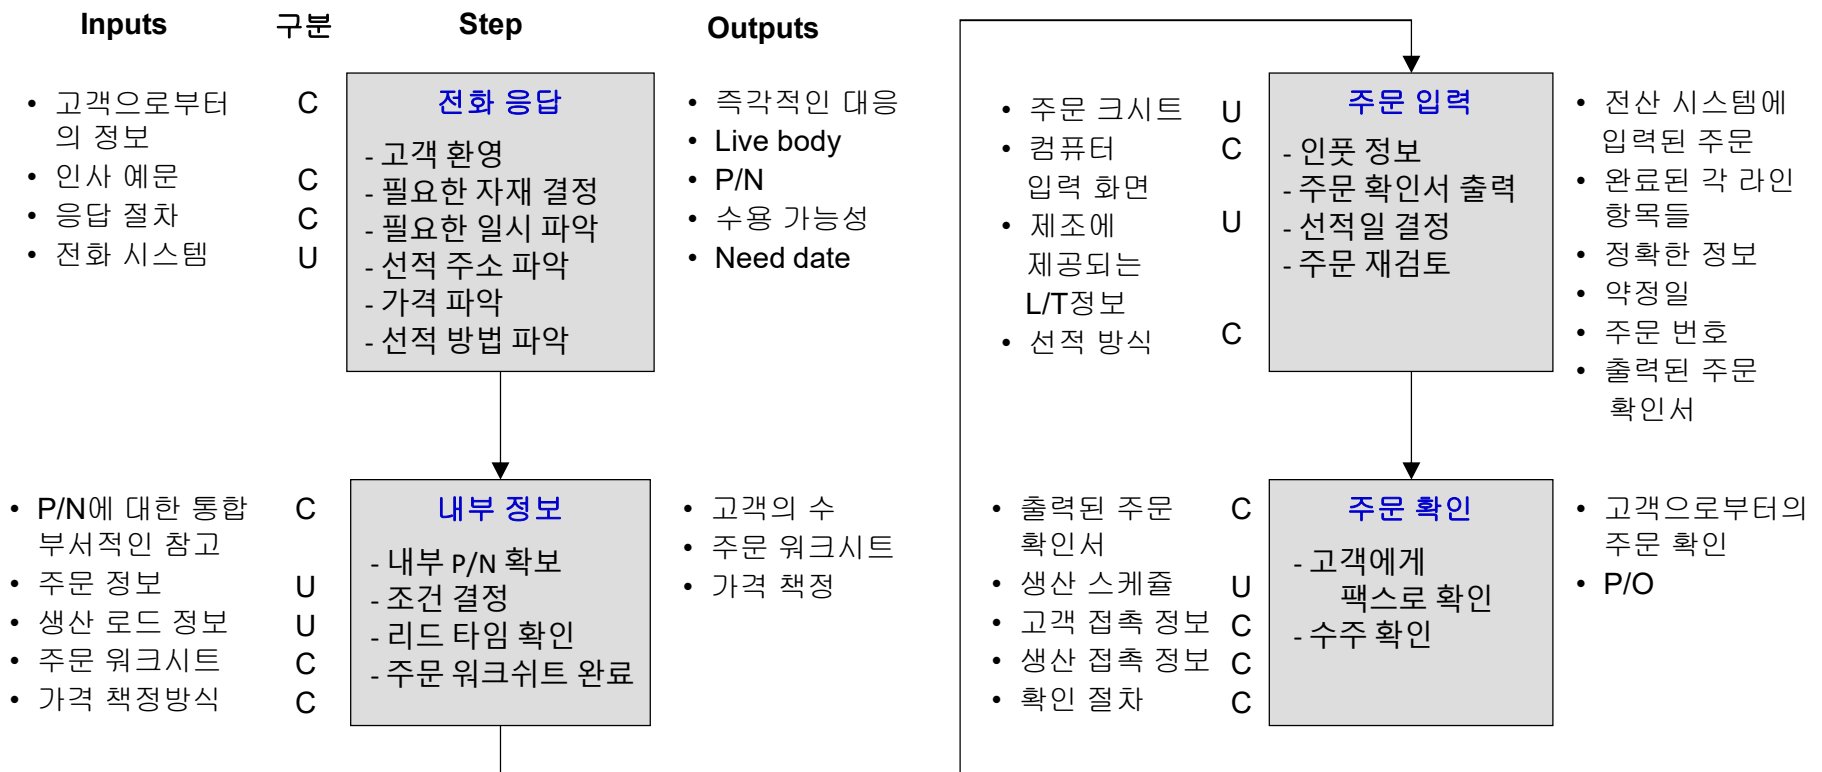 Inputs 구분 Step Outputs
• 고객으로부터 C
의 정보
• 인사 예문 C
• 응답 절차 C
• 전화 시스템 U
전화 응답
- 고객 환영
- 필요한 자재 결정
- 필요한 일시 파악
- 선적 주소 파악
- 가격 파악
- 선적 방법 파악
• 즉각적인 대응
• Live body
• P/N
• 수용 가능성
• Need date
• P/N에 대한 통합 C
부서적인 참고
• 주문 정보 U
• 생산 로드 정보 U
• 주문 워크시트 C
• 가격 책정방식 C
내부 정보
- 내부 P/N 확보
- 조건 결정
- 리드 타임 확인
- 주문 워크쉬트 완료
• 고객의 수
• 주문 워크시트
• 가격 책정
• 주문 크시트 U
• 컴퓨터 C
입력 화면
• 제조에 U
제공되는
L/T정보
• 선적 방식 C
주문 입력
- 인풋 정보
- 주문 확인서 출력
- 선적일 결정
- 주문 재검토
• 전산 시스템에
입력된 주문
• 완료된 각 라인
항목들
• 정확한 정보
• 약정일
• 주문 번호
• 출력된 주문
확인서
• 출력된 주문 C
확인서
• 생산 스케쥴 U
• 고객 접촉 정보 C
• 생산 접촉 정보 C
• 확인 절차 C
주문 확인
- 고객에게
팩스로 확인
- 수주 확인
• 고객으로부터의
주문 확인
• P/O